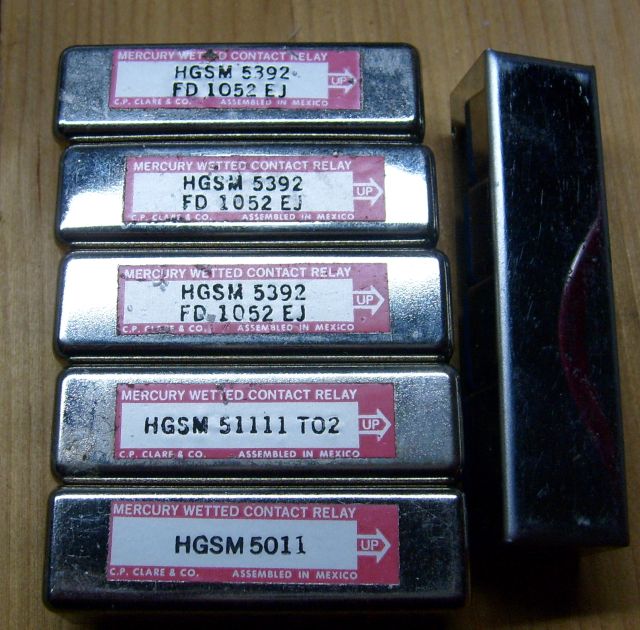 MERCURY WETTED CONTACT RELAY
HGSM 5392
FD 1052 EJ
UP
C.P. CLARE & CO. ASSEMBLED IN MEXICO
MERCURY WETTED CONTACT RELAY
HGSM 5392
FD 1052 EJ
UP
C.P. CLARE & CO. ASSEMBLED IN MEXICO
MERCURY WETTED CONTACT RELAY
HGSM 5392
FD 1052 EJ
UP
C.P. CLARE & CO. ASSEMBLED IN MEXICO
MERCURY WETTED CONTACT RELAY
HGSM 51111 TO2
UP
C.P. CLARE & CO. ASSEMBLED IN MEXICO
MERCURY WETTED CONTACT RELAY
HGSM 5011
UP
C.P. CLARE & CO. ASSEMBLED IN MEXICO